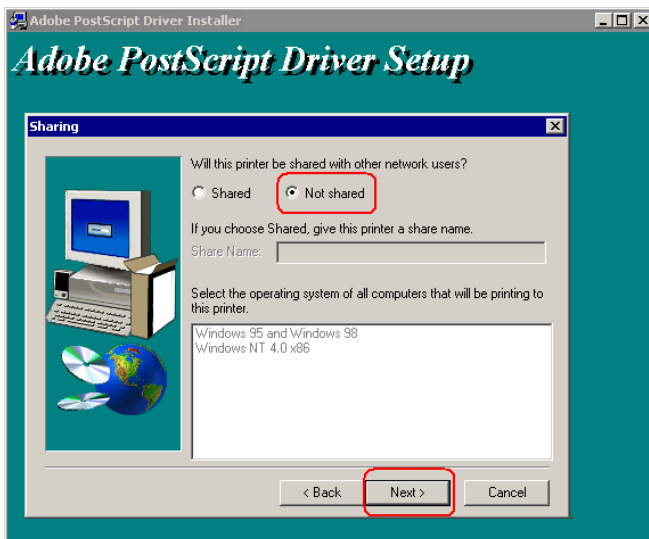 Adobe PostScript Driver Installer
Adobe PostScript Driver Setup
Sharing
Will this printer be shared with other network users?
Shared Not shared
If you choose Shared, give this printer a share name.
Share Name:
Select the operating system of all computers that will be printing to
this printer.
Windows 95 and Windows 98
Windows NT 4.0 x86
< Back Next > Cancel